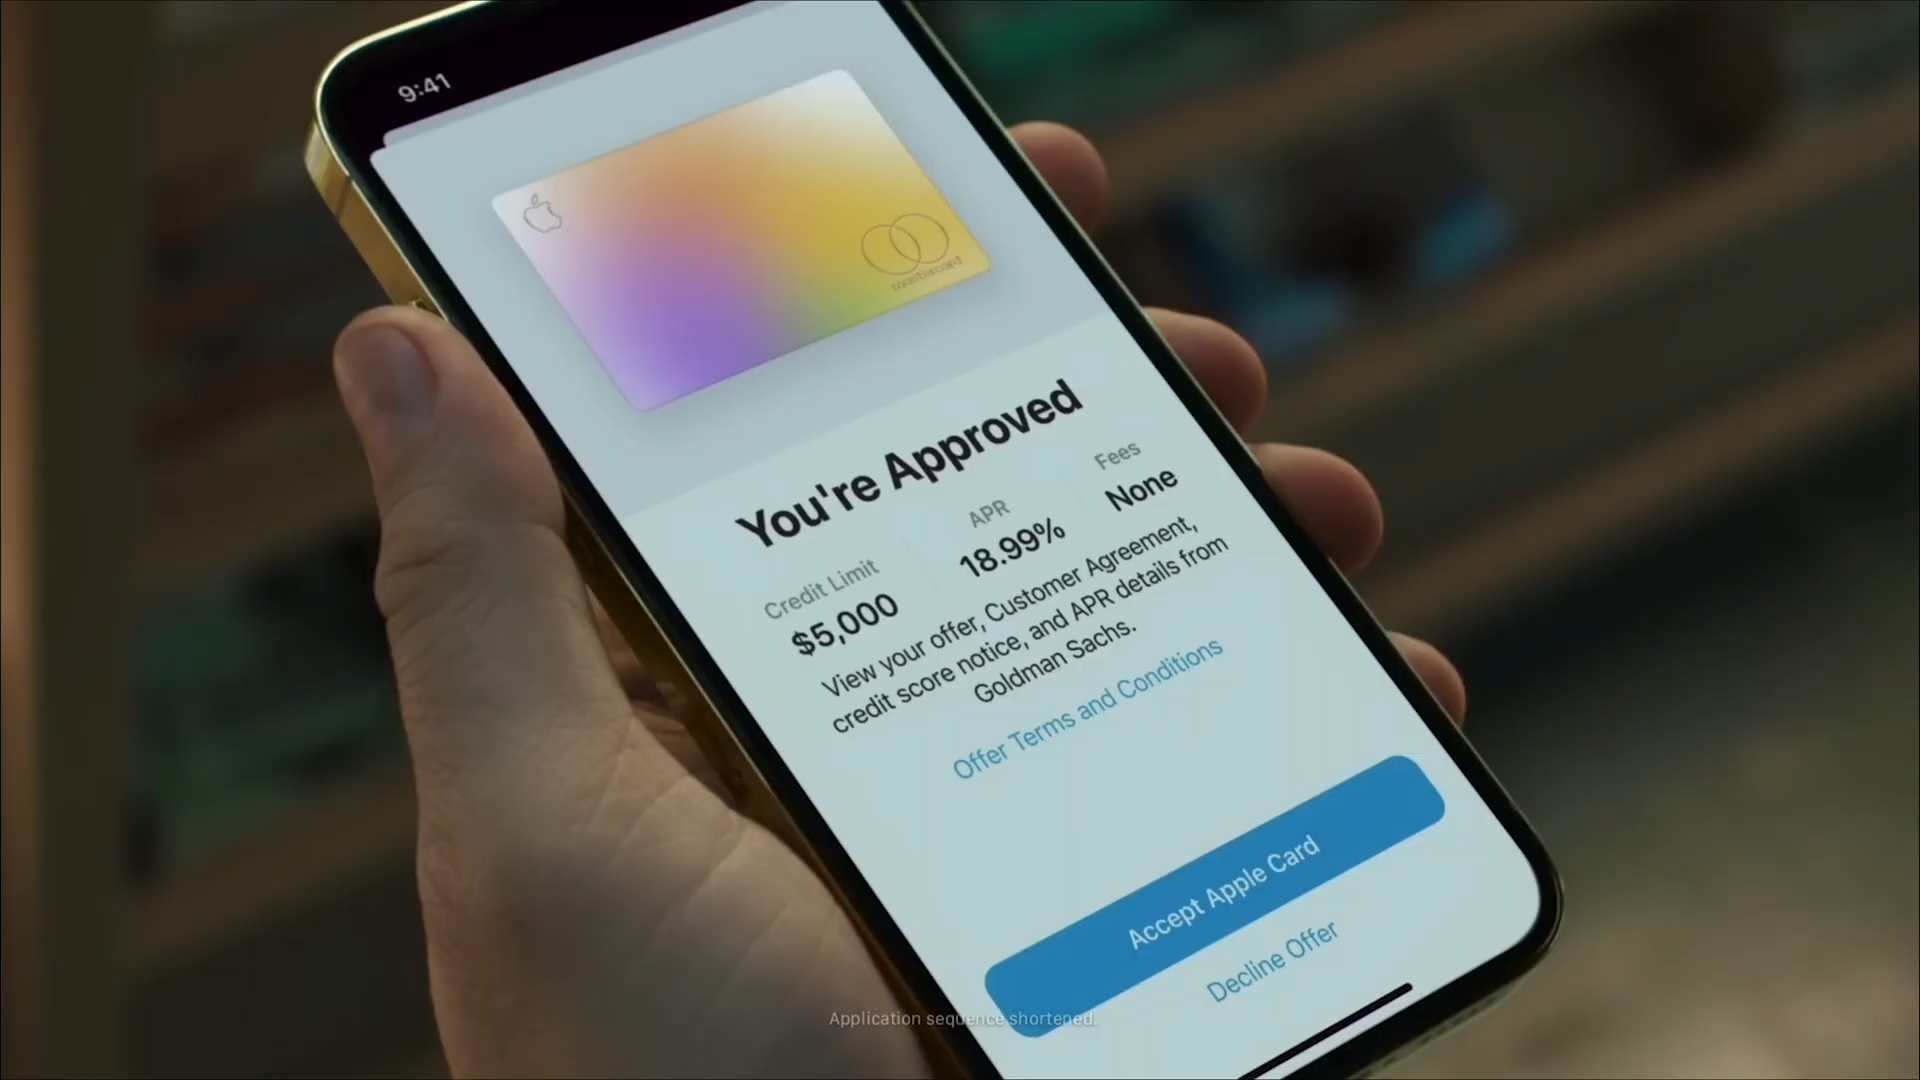 9:41
mastercard
You're Approved
Credit Limit
$5,000
APR
18.99%
Fees
None
View your offer, Customer Agreement,
credit score notice, and APR details from
Goldman Sachs.
Offer Terms and Conditions
Accept Apple Card
Decline Offer
Application sequence shortened.